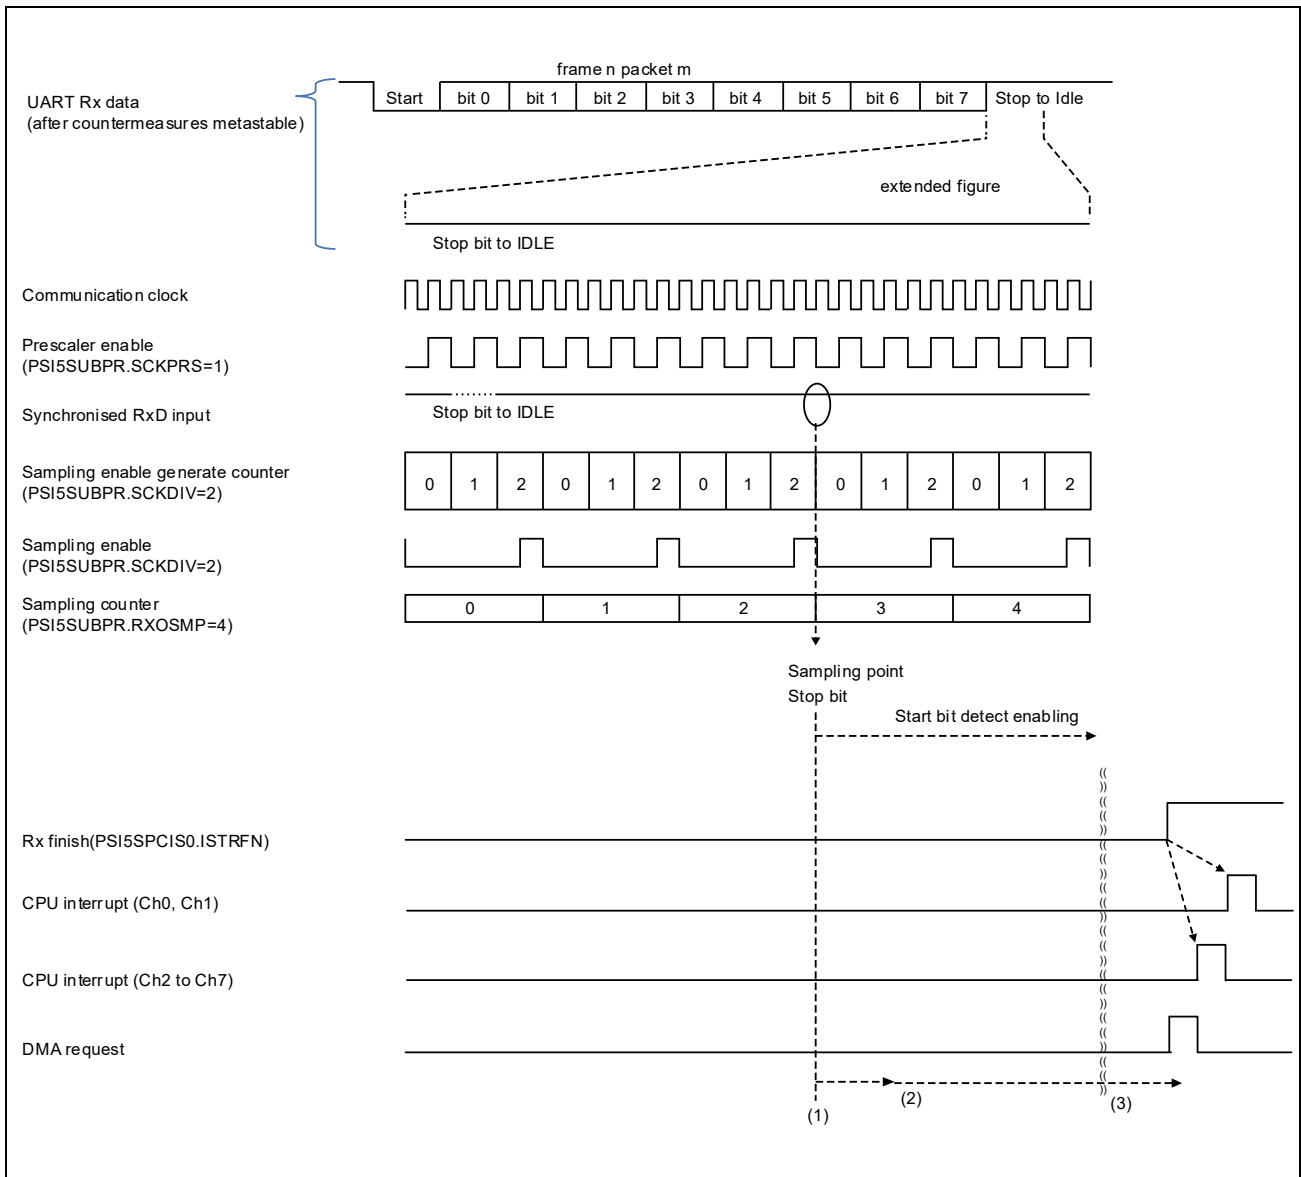 frame n packet m
UART Rx data
(after countermeasures metastable)
Start bit 0 bit 1 bit 2 bit 3 bit 4 bit 5 bit 6 bit 7 Stop to Idle
extended figure
Stop bit to IDLE
Communication clock
Prescaler enable
(PSI5SUBPR.SCKPRS=1)
Synchronised RxD input
Stop bit to IDLE
Sampling enable generate counter
(PSI5SUBPR.SCKDIV=2)
0 1 2 0 1 2 0 1 2 0 1 2 0 1 2
Sampling enable
(PSI5SUBPR.SCKDIV=2)
Sampling counter
(PSI5SUBPR.RXOSMP=4)
0 1 2 3 4
Sampling point
Stop bit
Start bit detect enabling
Rx finish(PSI5SPCIS0.ISTRFN)
CPU interrupt (Ch0, Ch1)
CPU interrupt (Ch2 to Ch7)
DMA request
(1) (2) (3)